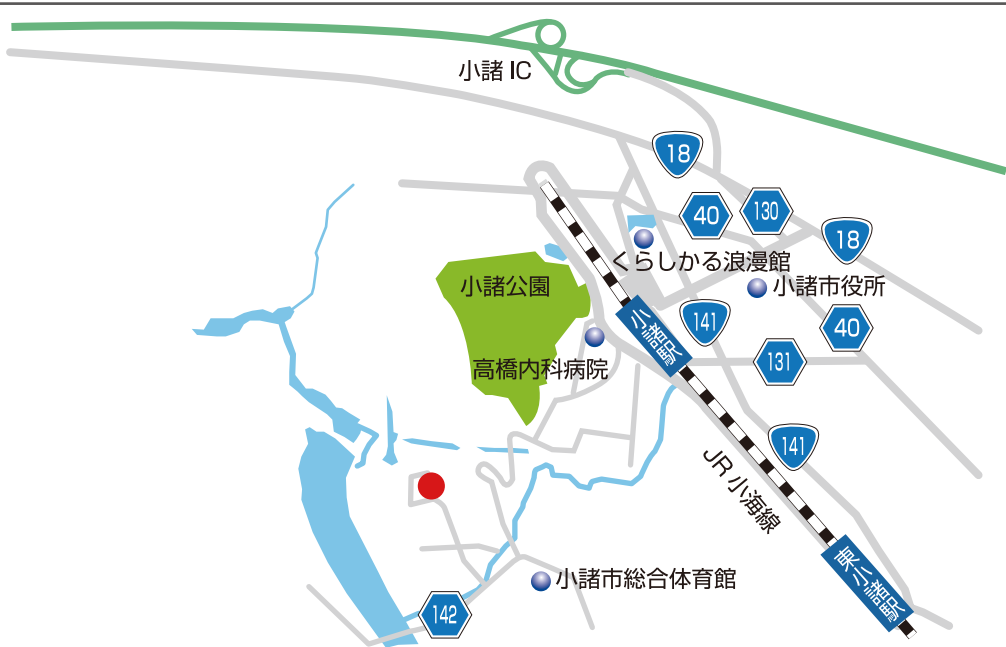 小諸 IC
18
40
130
18
くらしかる浪漫館
小諸公園
小諸市役所
小諸駅
141
40
高橋内科病院
131
141
JR 小海線
東小諸駅
小諸市総合体育館
142